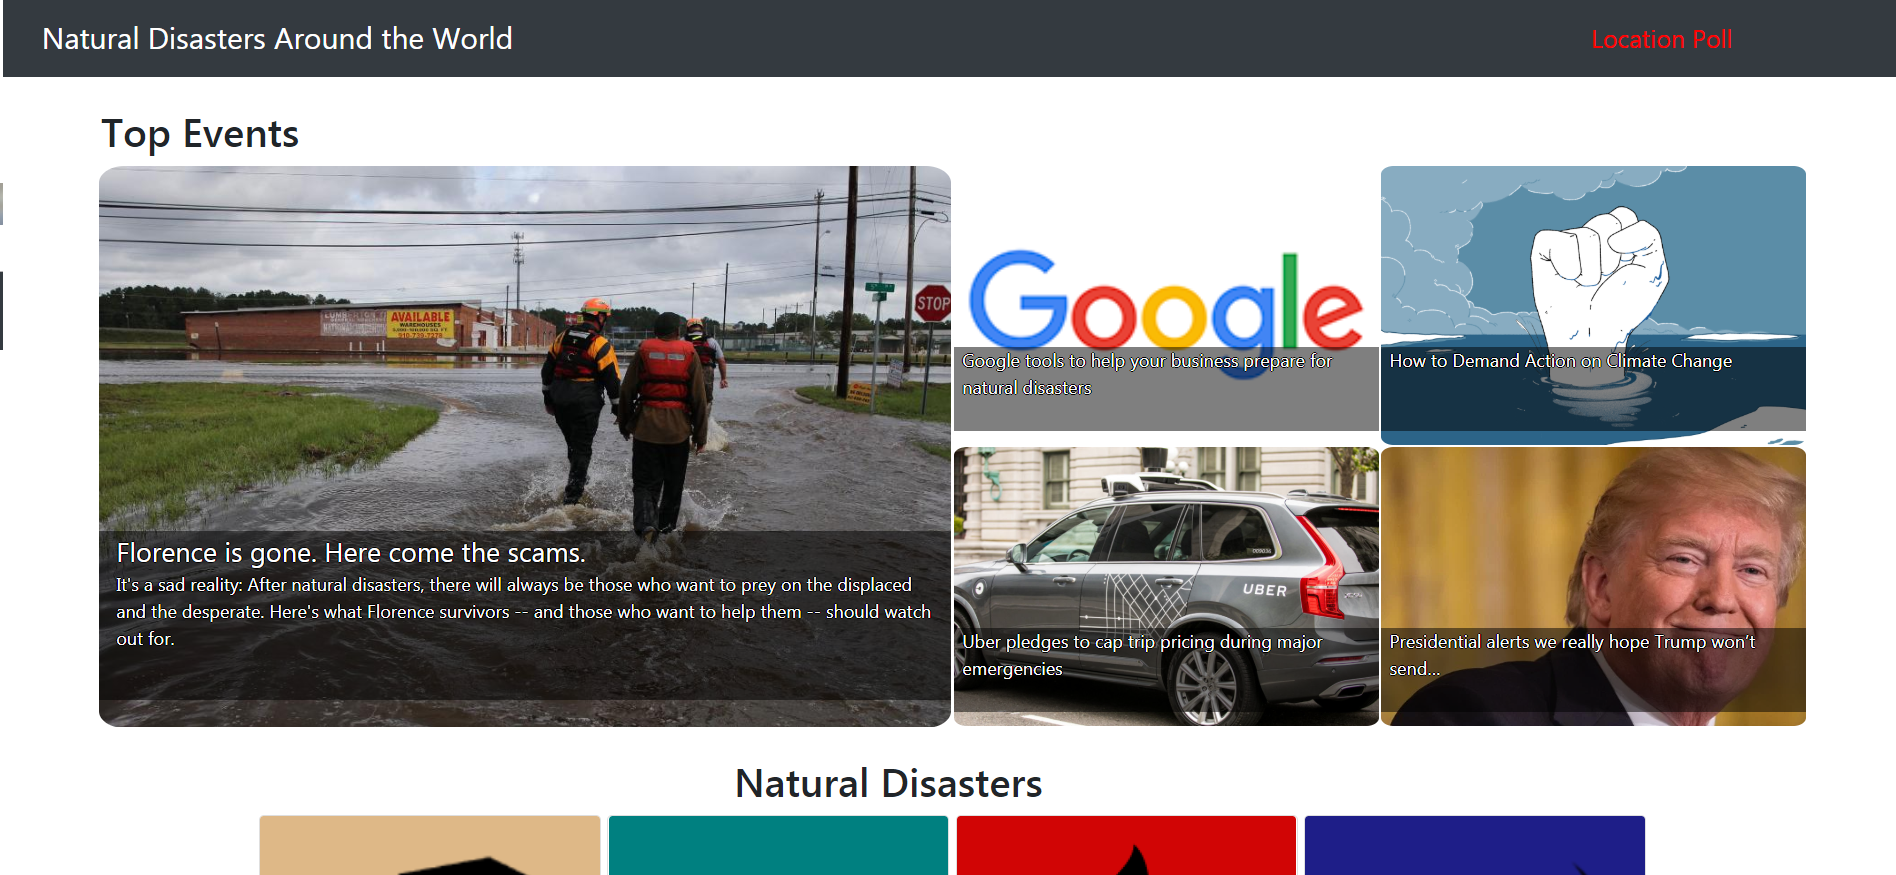 Natural Disasters Around the World
Location Poll
Top Events
LUMBERTON
AVAILABLE
WAREHOUSES
STOP
Florence is gone. Here come the scams.
It's a sad reality: After natural disasters, there will always be those who want to prey on the displaced
and the desperate. Here's what Florence survivors -- and those who want to help them -- should watch
out for.
Google
Google tools to help your business prepare for
natural disasters
How to Demand Action on Climate Change
UBER
Uber pledges to cap trip pricing during major
emergencies
Presidential alerts we really hope Trump won’t
send...
Natural Disasters